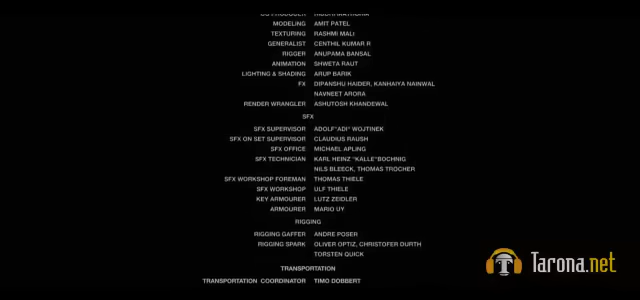 MODELING AMIT PATEL
TEXTURING RASHMI MALI
GENERALIST CENTHIL KUMAR R
RIGGER ANUPAMA BANSAL
ANIMATION SHWETA RAUT
LIGHTING & SHADING ARUP BARIK
FX DIPANSHU HAIDER, KANHAIYA NAINWAL
NAVNEET ARORA
RENDER WRANGLER ASHUTOSH KHANDEWAL
SFX
SFX SUPERVISOR ADOLF"ADI" WOJTINEK
SFX ON SET SUPERVISOR CLAUDIUS RAUSH
SFX OFFICE MICHAEL APLING
SFX TECHNICIAN KARL HEINZ "KALLE"BOCHNIG
NILS BLEECK, THOMAS TROCHER
SFX WORKSHOP FOREMAN THOMAS THIELE
SFX WORKSHOP ULF THIELE
KEY ARMOURER LUTZ ZEIDLER
ARMOURER MARIO UY
RIGGING
RIGGING GAFFER ANDRE POSER
RIGGING SPARK OLIVER OPTIZ, CHRISTOFER DURTH
TORSTEN QUICK
TRANSPORTATION
TRANSPORTATION COORDINATOR TIMO DOBBERT
Tarona.net